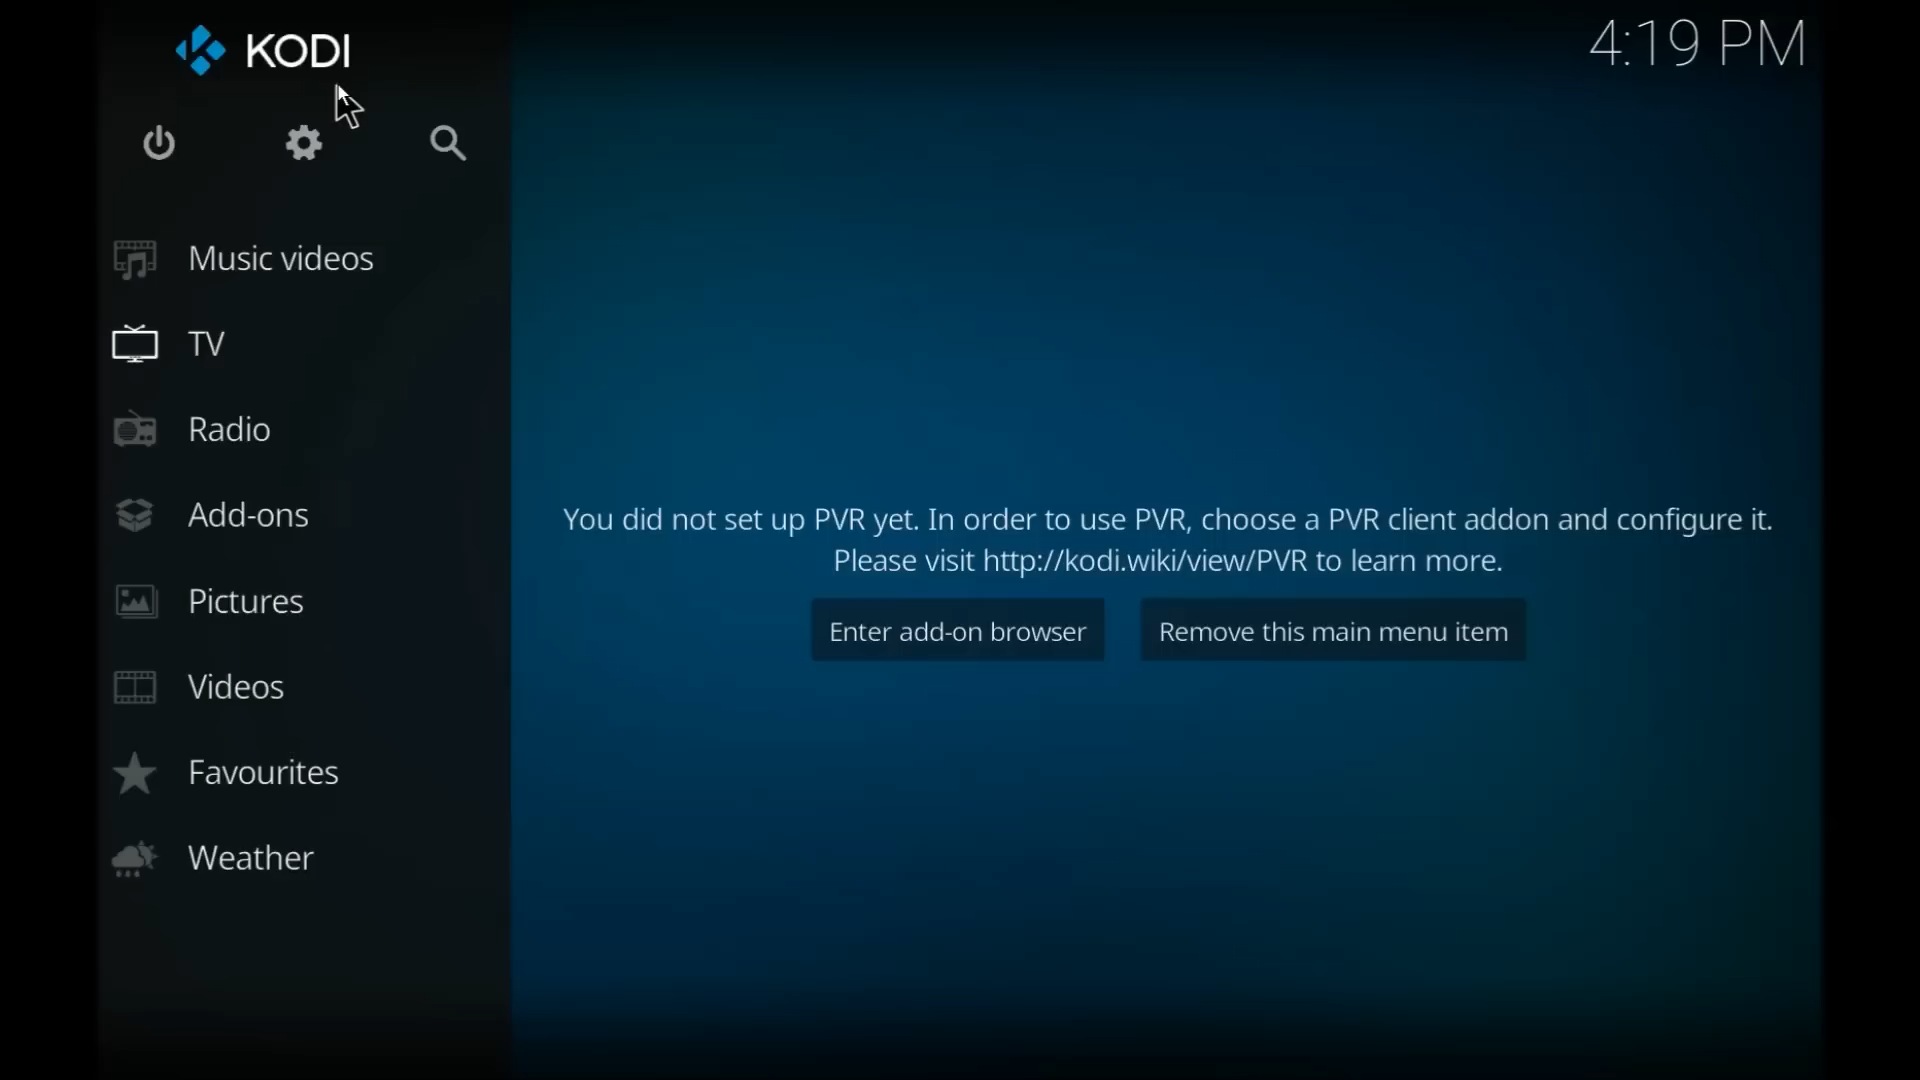 KODI
4:19 PM
Music videos
TV
Radio
Add-ons
Pictures
Videos
Favourites
Weather
You did not set up PVR yet. In order to use PVR, choose a PVR client addon and configure it.
Please visit http://kodi.wiki/view/PVR to learn more.
Enter add-on browser
Remove this main menu item